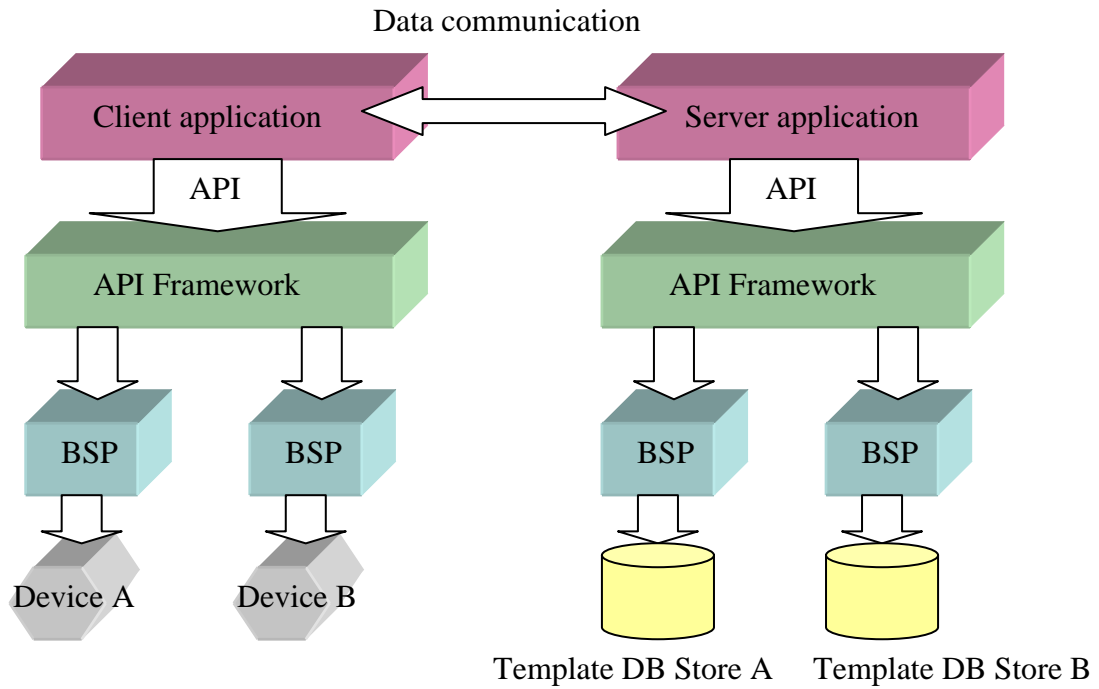 Data communication
Client application
Server application
API
API
API Framework
API Framework
BSP
BSP
BSP
BSP
Device A
Device B
Template DB Store A
Template DB Store B